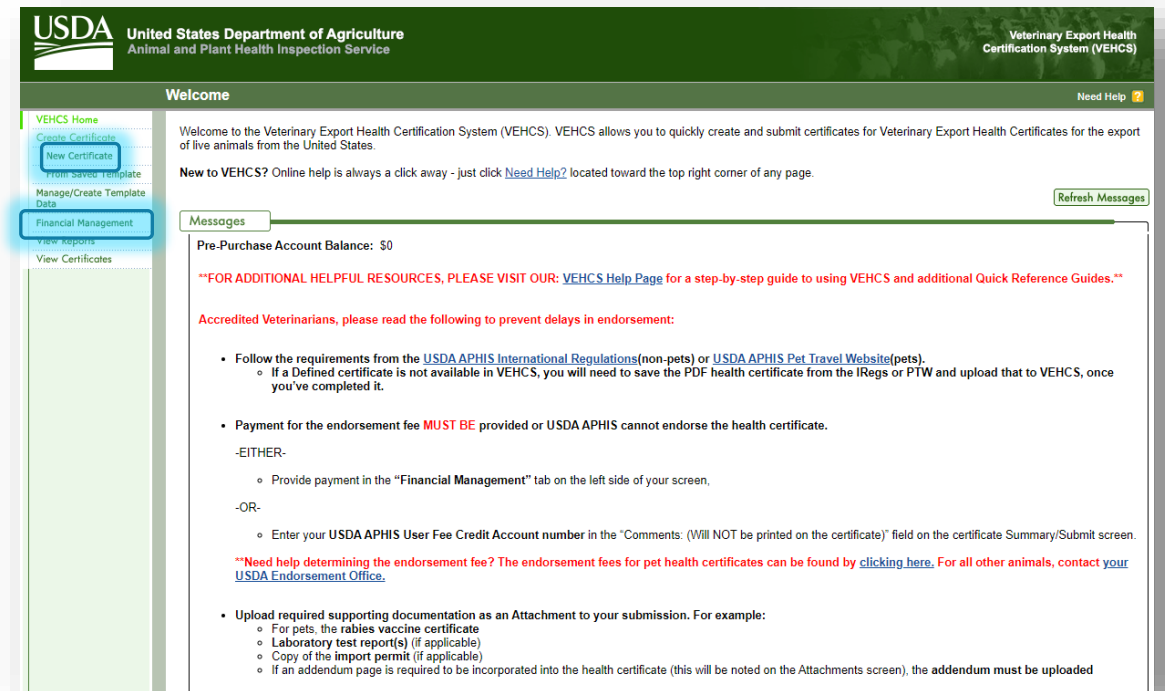 USDA
United States Department of Agriculture
Animal and Plant Health Inspection Service
Veterinary Export Health
Certification System (VEHCS)
Welcome
Need Help ?
VEHCS Home
Create Certificate
New Certificate
From Saved Template
Manage/Create Template
Data
Financial Management
View Reports
View Certificates
Welcome to the Veterinary Export Health Certification System (VEHCS). VEHCS allows you to quickly create and submit certificates for Veterinary Export Health Certificates for the export
of live animals from the United States.
New to VEHCS? Online help is always a click away - just click Need Help? located toward the top right corner of any page.
Refresh Messages
Messages
Pre-Purchase Account Balance: $0
**FOR ADDITIONAL HELPFUL RESOURCES, PLEASE VISIT OUR: VEHCS Help Page for a step-by-step guide to using VEHCS and additional Quick Reference Guides.**
Accredited Veterinarians, please read the following to prevent delays in endorsement:
• Follow the requirements from the USDA APHIS International Regulations(non-pets) or USDA APHIS Pet Travel Website(pets).
o If a Defined certificate is not available in VEHCS, you will need to save the PDF health certificate from the IRegs or PTW and upload that to VEHCS, once
you've completed it.
• Payment for the endorsement fee MUST BE provided or USDA APHIS cannot endorse the health certificate.
-EITHER-
o Provide payment in the “Financial Management” tab on the left side of your screen,
-OR-
o Enter your USDA APHIS User Fee Credit Account number in the “Comments: (Will NOT be printed on the certificate)” field on the certificate Summary/Submit screen.
**Need help determining the endorsement fee? The endorsement fees for pet health certificates can be found by clicking here. For all other animals, contact your
USDA Endorsement Office.
• Upload required supporting documentation as an Attachment to your submission. For example:
o For pets, the rabies vaccine certificate
o Laboratory test report(s) (if applicable)
o Copy of the import permit (if applicable)
o If an addendum page is required to be incorporated into the health certificate (this will be noted on the Attachments screen), the addendum must be uploaded